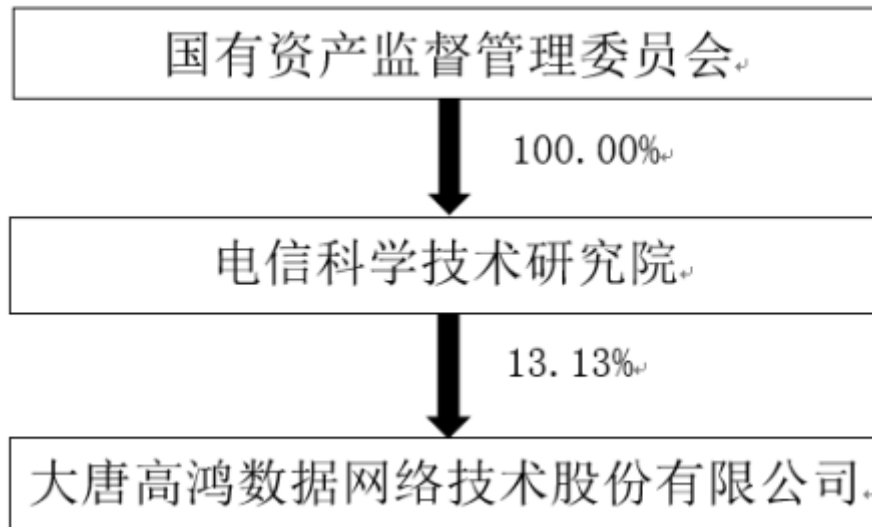 国有资产监督管理委员会
100.00%
电信科学技术研究院
13.13%
大唐高鸿数据网络技术股份有限公司